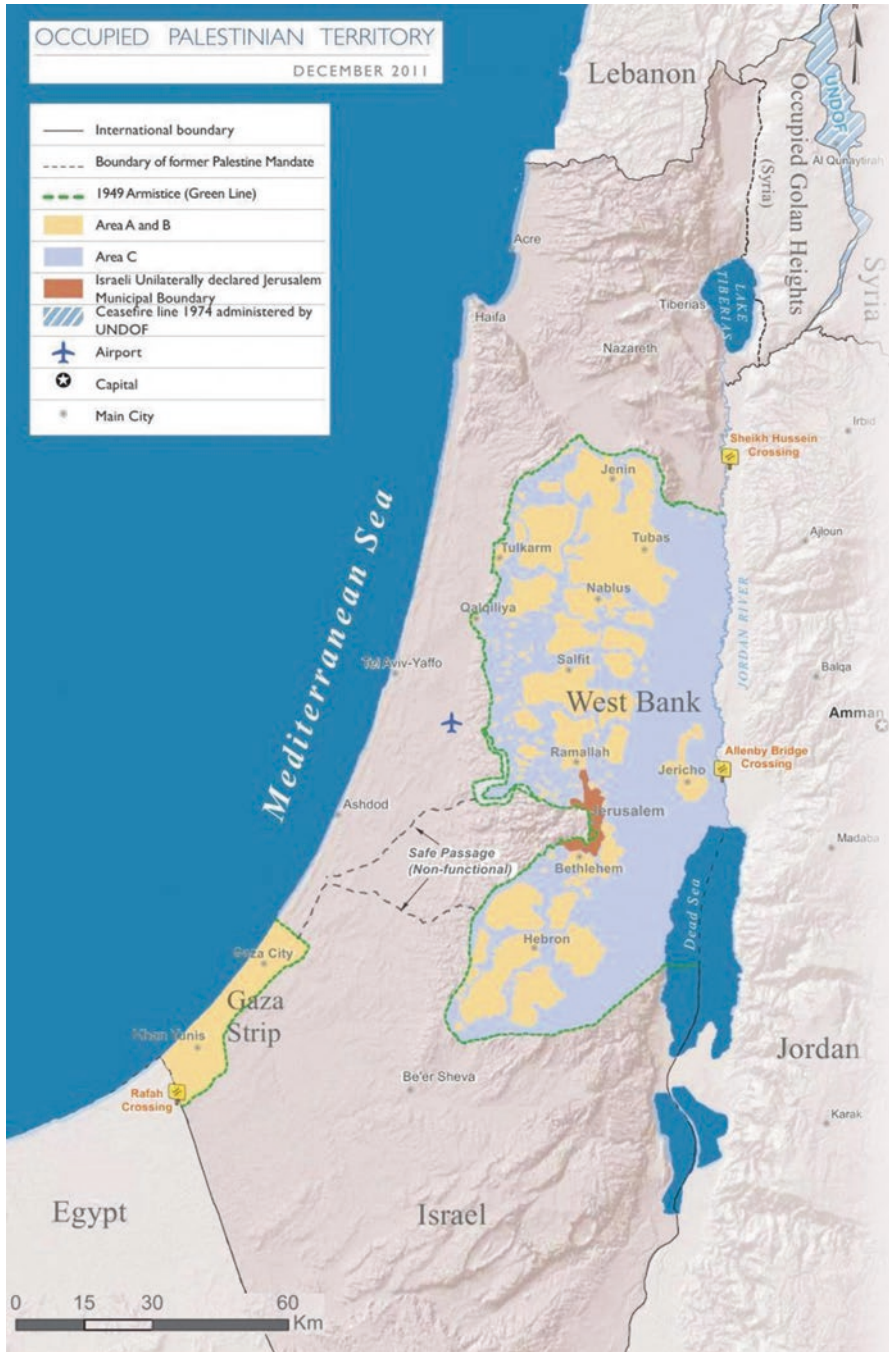 OCCUPIED PALESTINIAN TERRITORY
DECEMBER 2011
International boundary
Boundary of former Palestine Mandate
1949 Armistice (Green Line)
Area A and B
Area C
Israeli Unilaterally declared Jerusalem
Municipal Boundary
Ceasefire line 1974 administered by
UNDOF
Airport
Capital
Main City
Lebanon
Occupied Golan Heights
(Syria)
UNDOF
Al Qunaytirah
Syria
Acre
Haifa
Tiberias
LAKE
TIBERIAS
Nazareth
Irbid
Sheikh Hussein
Crossing
Jenin
Ajloun
Tulkarm
Tubas
Nablus
Qalqiliya
JORDAN RIVER
Mediterranean Sea
Tel Aviv-Yaffo
Salfit
Balqa
West Bank
Amman
Ramallah
Allenby Bridge
Crossing
Jericho
Ashdod
Jerusalem
Madaba
Safe Passage
(Non-functional)
Bethlehem
Dead Sea
Hebron
Gaza City
Gaza
Strip
Khan Yunis
Jordan
Be'er Sheva
Rafah
Crossing
Karak
Egypt
Israel
0 15 30 60
Km